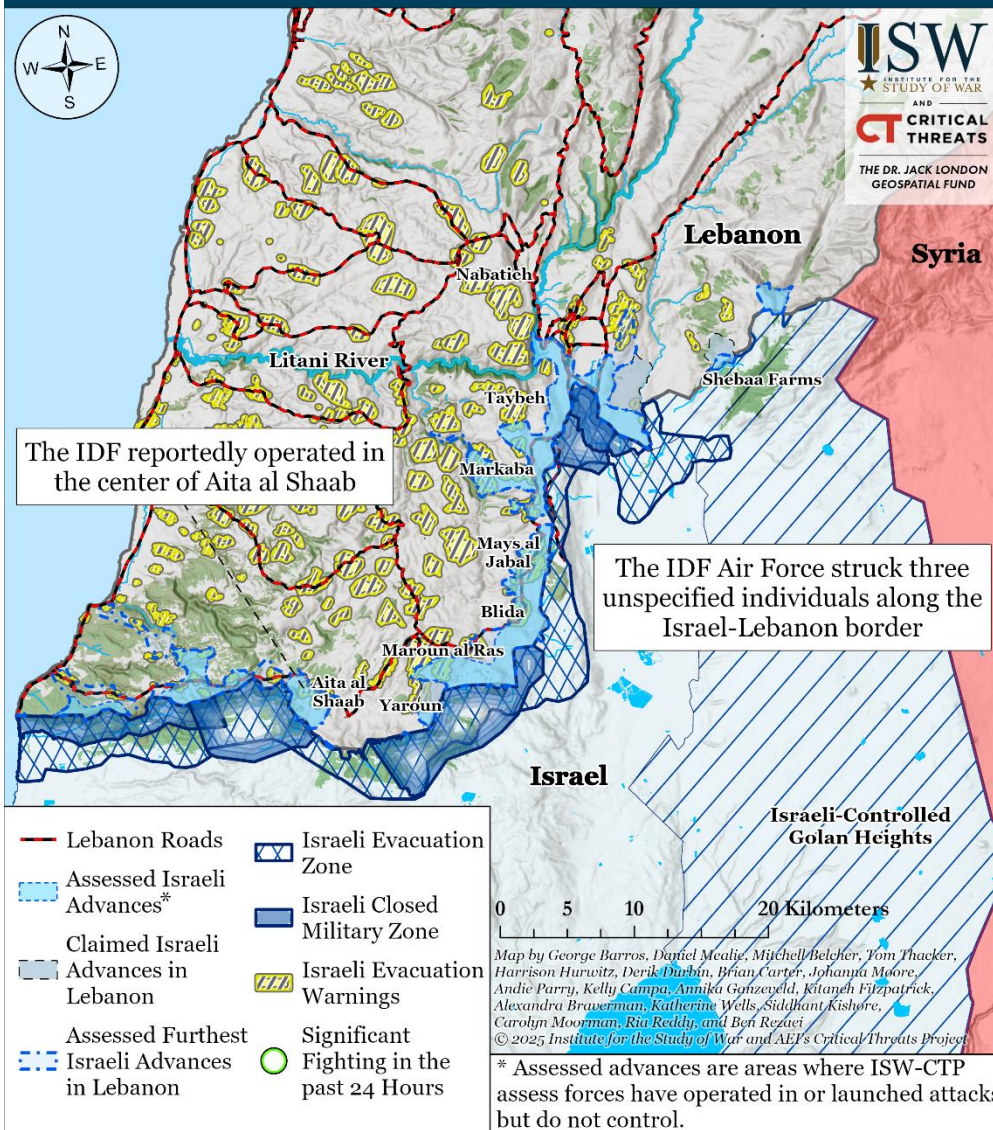 N
W E
S
ISW
INSTITUTE FOR THE
STUDY OF WAR
AND
CT CRITICAL
THREATS
THE DR. JACK LONDON
GEOSPATIAL FUND
Lebanon
Syria
Nabatieh
Litani River
Shebaa Farms
Taybeh
The IDF reportedly operated in
the center of Aita al Shaab
Markaba
Mays al
Jabal
The IDF Air Force struck three
unspecified individuals along the
Israel-Lebanon border
Blida
Maroun al Ras
Aita al
Shaab
Yaroun
Israel
Israeli-Controlled
Golan Heights
Lebanon Roads
Assessed Israeli
Advances*
Claimed Israeli
Advances in
Lebanon
Assessed Furthest
Israeli Advances
in Lebanon
Israeli Evacuation
Zone
Israeli Closed
Military Zone
Israeli Evacuation
Warnings
Significant
Fighting in the
past 24 Hours
0 5 10 20 Kilometers
Map by George Barros, Daniel Mealie, Mitchell Belcher, Tom Thacker,
Harrison Hurwitz, Derik Durbin, Brian Carter, Johanna Moore,
Andie Parry, Kelly Campa, Annika Ganzeveld, Kitaneh Fitzpatrick,
Alexandra Braverman, Katherine Wells, Siddhant Kishore,
Carolyn Moorman, Ria Reddy, and Ben Rezaei
© 2025 Institute for the Study of War and AEI's Critical Threats Project
* Assessed advances are areas where ISW-CTP
assess forces have operated in or launched attacks
but do not control.